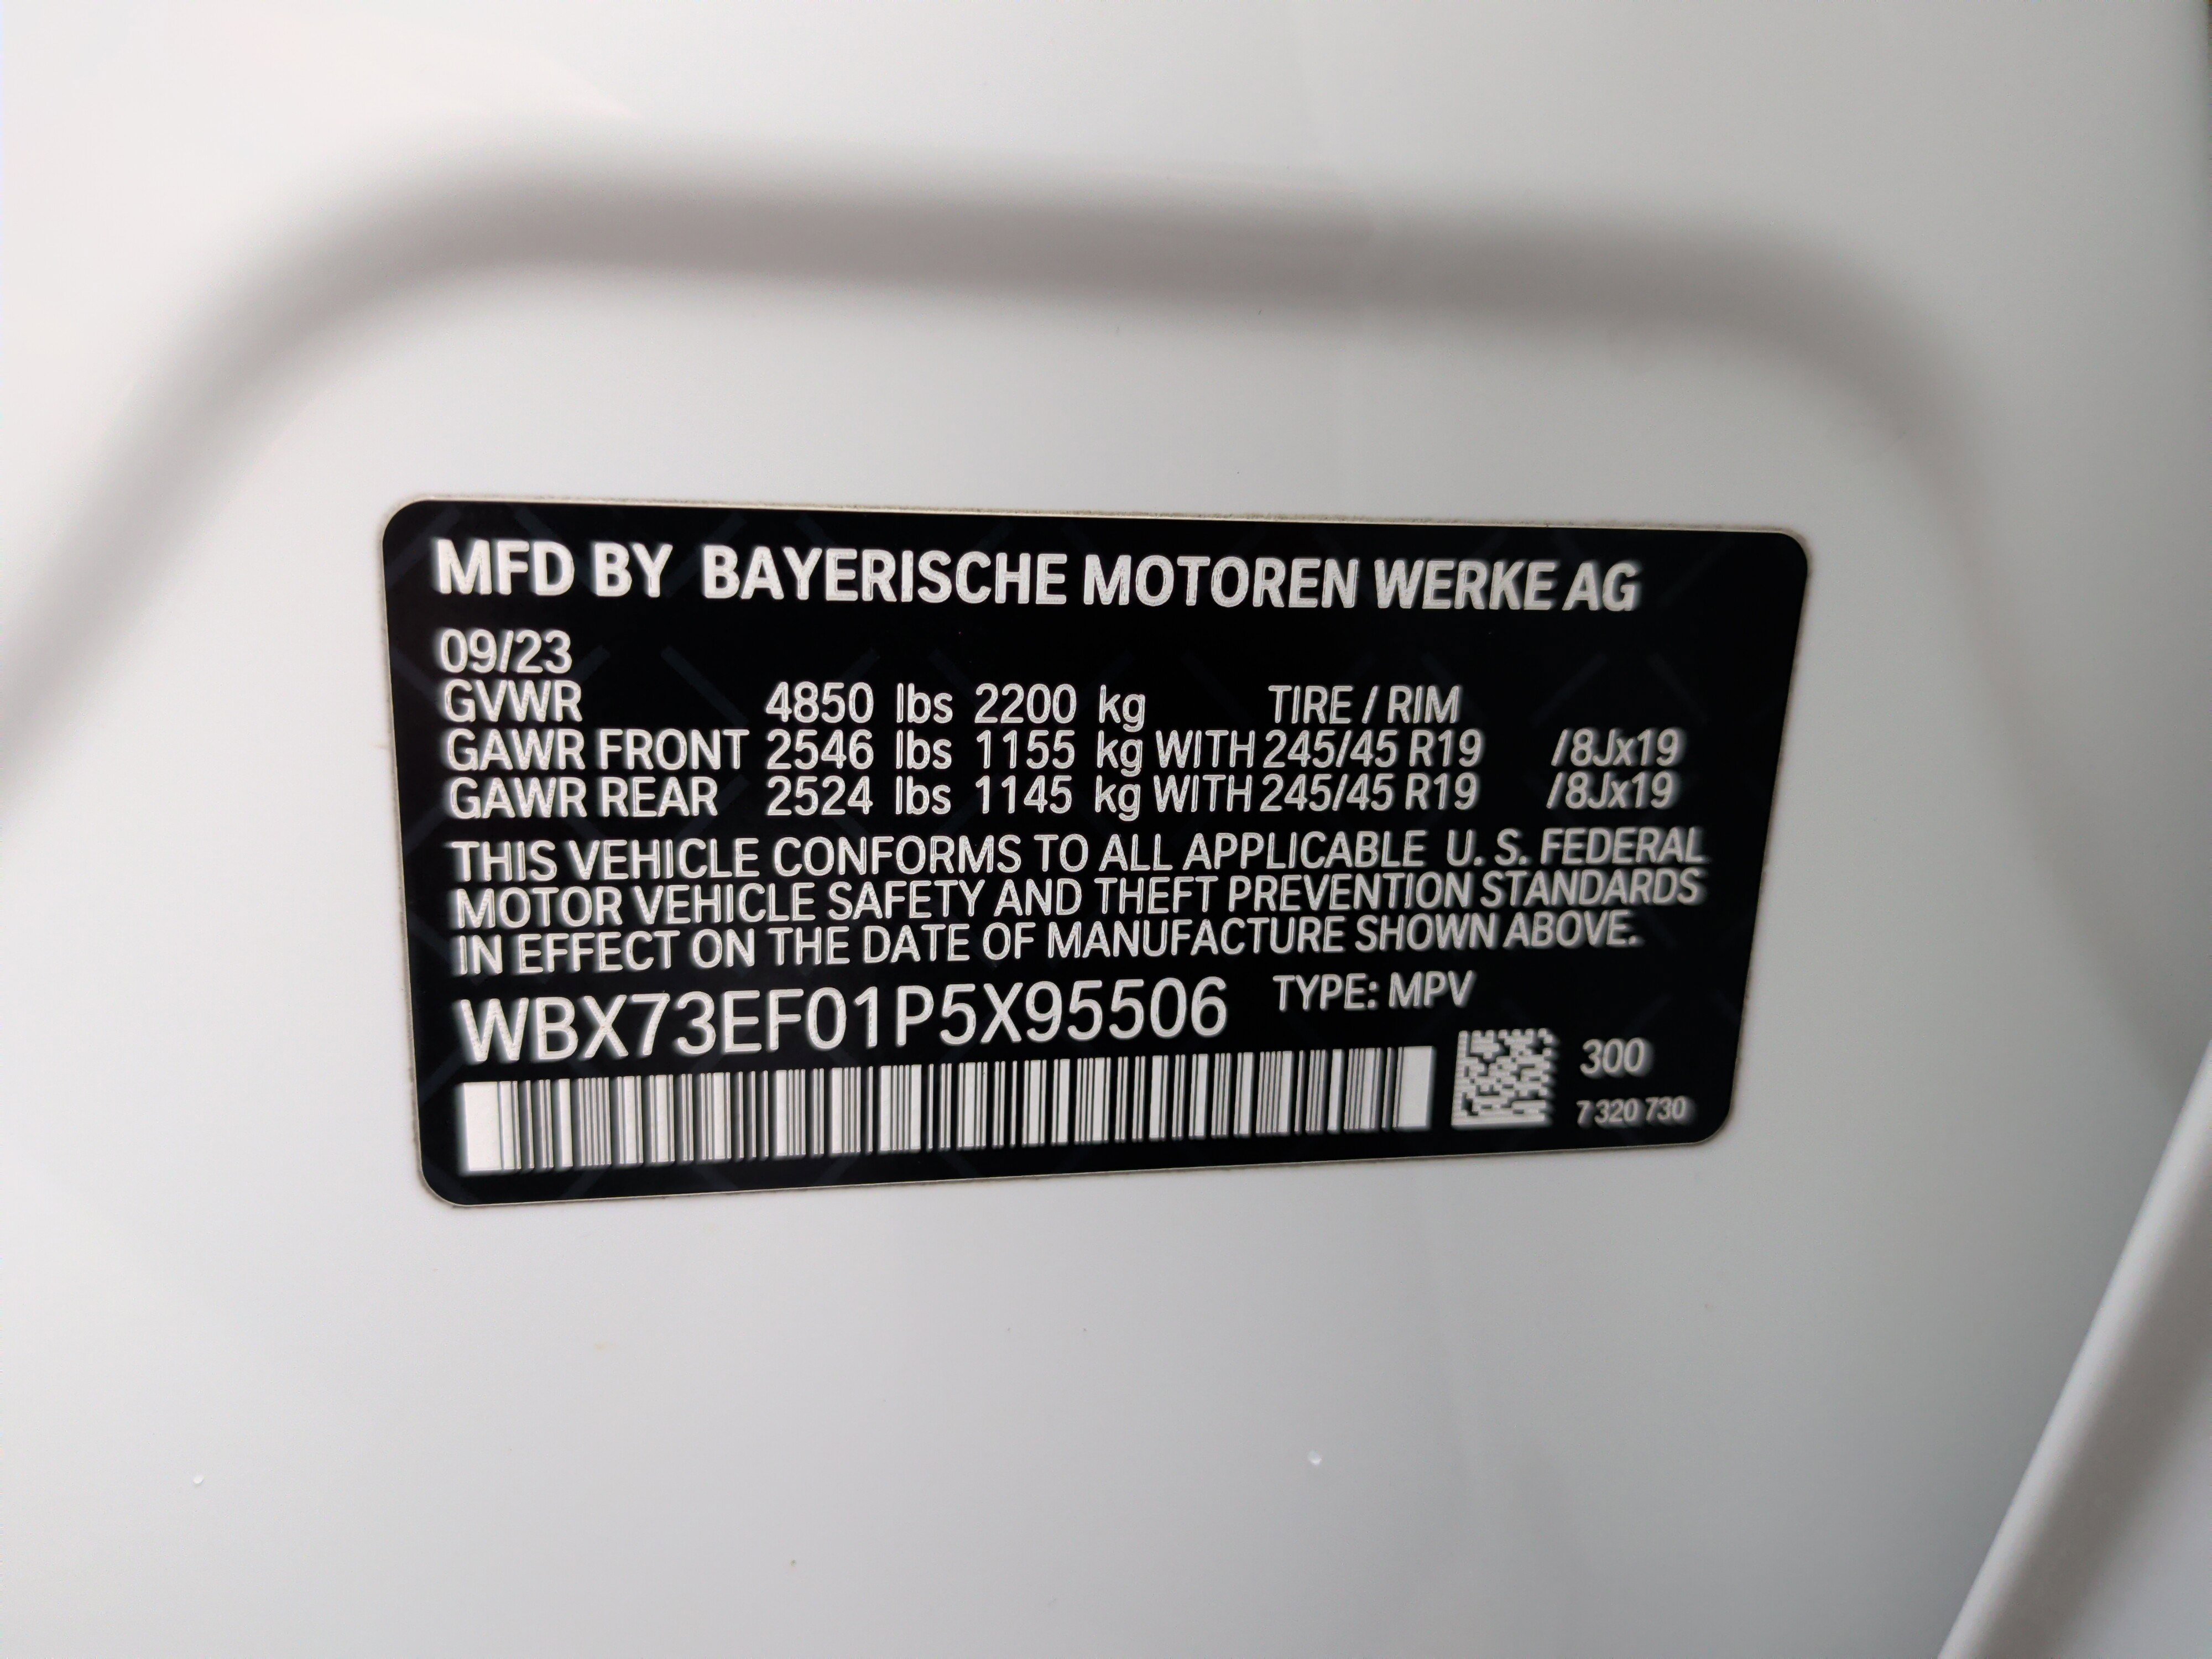 MFD BY BAYERISCHE MOTOREN WERKE AG
09/23
GVWR 4850 lbs 2200 kg TIRE / RIM
GAWR FRONT 2546 lbs 1155 kg WITH 245/45 R19 /8Jx19
GAWR REAR 2524 lbs 1145 kg WITH 245/45 R19 /8Jx19
THIS VEHICLE CONFORMS TO ALL APPLICABLE U. S. FEDERAL
MOTOR VEHICLE SAFETY AND THEFT PREVENTION STANDARDS
IN EFFECT ON THE DATE OF MANUFACTURE SHOWN ABOVE.
WBX73EF01P5X95506 TYPE: MPV
300
7 320 730